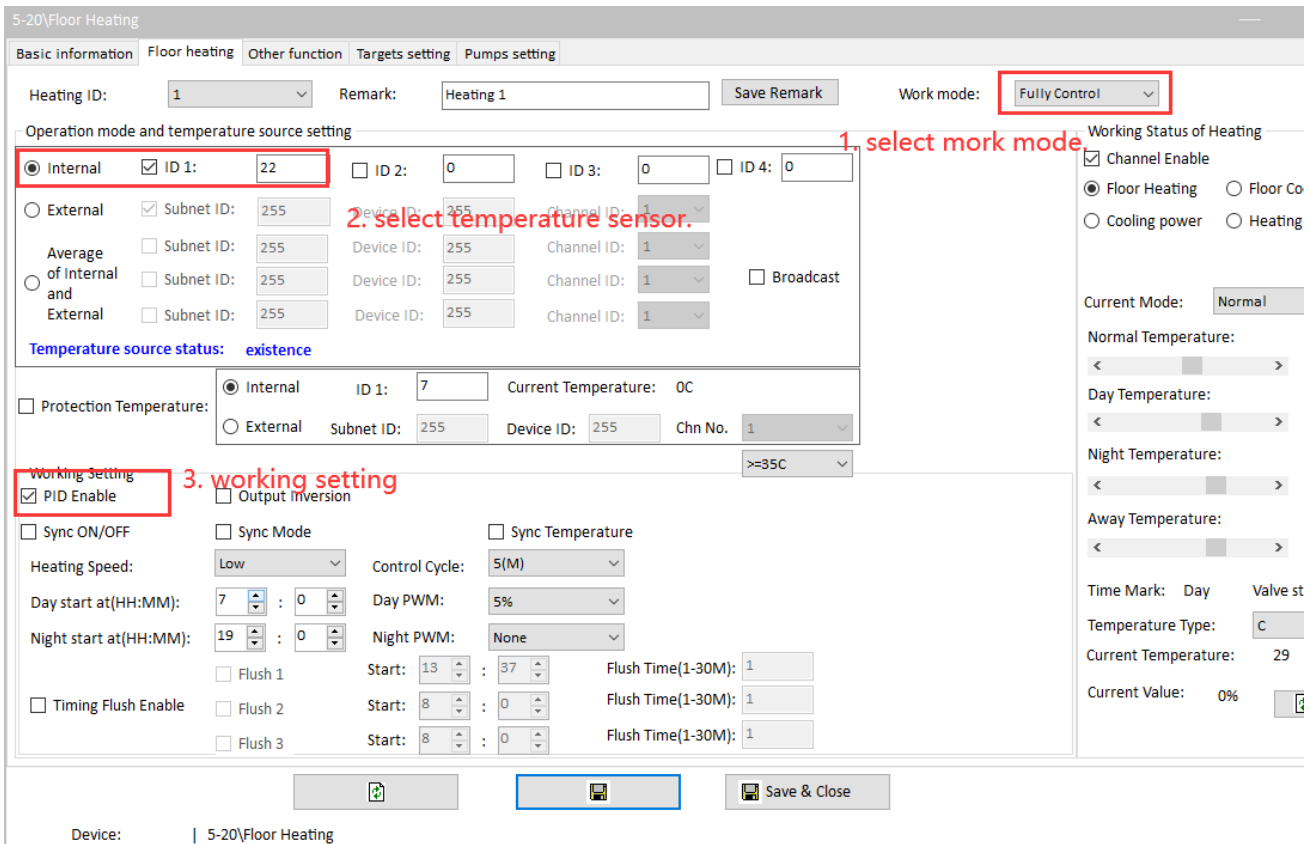 5-20\Floor Heating
Basic information Floor heating Other function Targets setting Pumps setting
Heating ID: 1 Remark: Heating 1 Save Remark Work mode: Fully Control
Operation mode and temperature source setting
1. select mork mode.
Working Status of Heating
Internal ID 1: 22 ID 2: 0 ID 3: 0 ID 4: 0
Channel Enable
External Subnet ID: 255 Device ID: 255 Channel ID: 1
2. select temperature sensor.
Floor Heating Floor Co
Average of Internal and External
Subnet ID: 255 Device ID: 255 Channel ID: 1
Subnet ID: 255 Device ID: 255 Channel ID: 1
Subnet ID: 255 Device ID: 255 Channel ID: 1
Broadcast
Cooling power Heating
Temperature source status: existence
Current Mode: Normal
Normal Temperature:
Protection Temperature:
Internal ID 1: 7 Current Temperature: 0C
External Subnet ID: 255 Device ID: 255 Chn No. 1
Day Temperature:
>=35C
Night Temperature:
Working Setting
3. working setting
PID Enable Output Inversion
Sync ON/OFF Sync Mode Sync Temperature
Away Temperature:
Heating Speed: Low Control Cycle: 5(M)
Day start at(HH:MM): 7 : 0 Day PWM: 5%
Time Mark: Day Valve st
Night start at(HH:MM): 19 : 0 Night PWM: None
Temperature Type: C
Flush 1 Start: 13 : 37 Flush Time(1-30M): 1
Current Temperature: 29
Timing Flush Enable Flush 2 Start: 8 : 0 Flush Time(1-30M): 1
Current Value: 0%
Flush 3 Start: 8 : 0 Flush Time(1-30M): 1
Save & Close
Device: | 5-20\Floor Heating